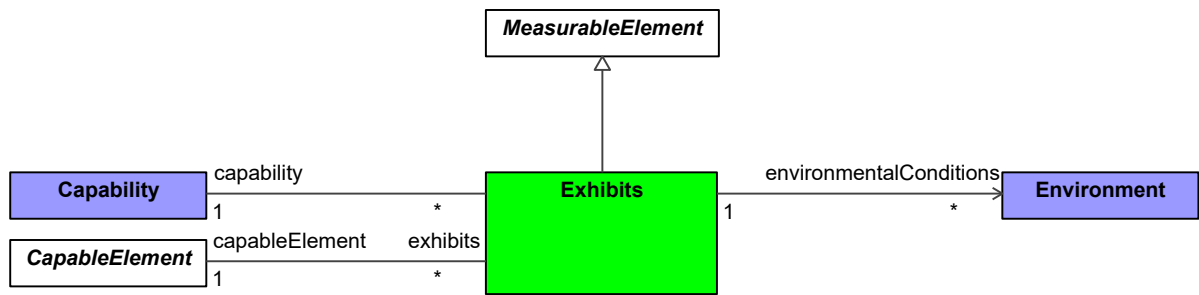 MeasurableElement
capability
environmentalConditions
Capability
Exhibits
Environment
1
*
1
*
capableElement
exhibits
CapableElement
1
*